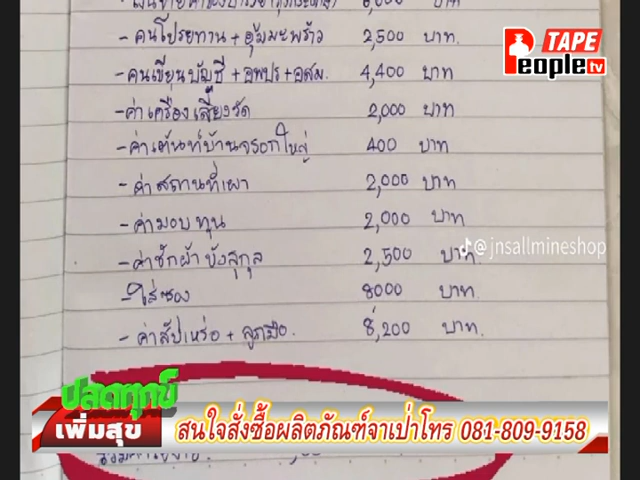 6,000 บาท
TAPE
People tv
- คนโปรยทาน + อุ้มมะพร้าว 2,500 บาท.
- คนเขียนบัญชี + อพปร + อสม. 4,400 บาท
- ค่าเครื่องเสียงวัด 2,000 บาท
- ค่าเต้นท์บ้านจรอกใหญ่ 400 บาท
- ค่าสถานที่เผา 2,000 บาท
- ค่ามอบทุน 2,000 บาท
- ค่าชักผ้าบังสุกุล 2,500 บาท.
@jnsallmineshop
- ใส่ซอง 8000 บาท.
- ค่าสัปเหร่อ + ลูกมือ. 8,200 บาท.
ปลดทุกข์
เพิ่มสุข
สนใจสั่งซื้อผลิตภัณฑ์จาเป่าโทร 081-809-9158